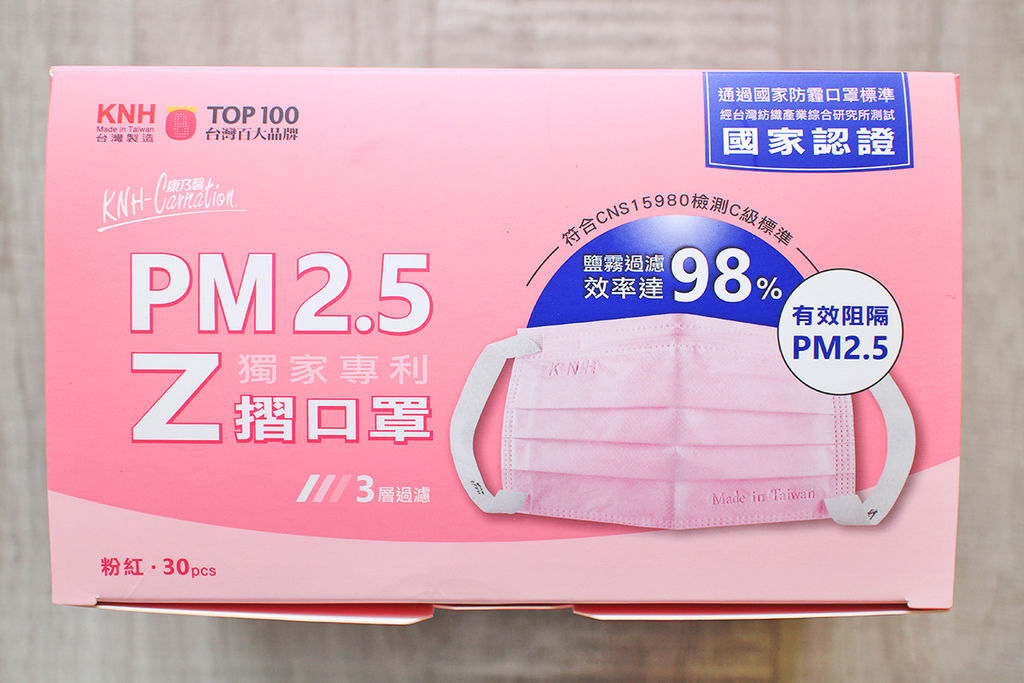 KNH
Made in Taiwan
台灣製造
TOP 100
台灣百大品牌
康乃馨
KNH-Carnation.
PM 2.5
Z
獨家專利
摺口罩
3層過濾
粉紅·30pcs
通過國家防霾口罩標準
經台灣紡織產業綜合研究所測試
國家認證
符合CNS15980檢測C級標準
鹽霧過濾
效率達98%
有效阻隔
PM2.5
KNH
Made in Taiwan